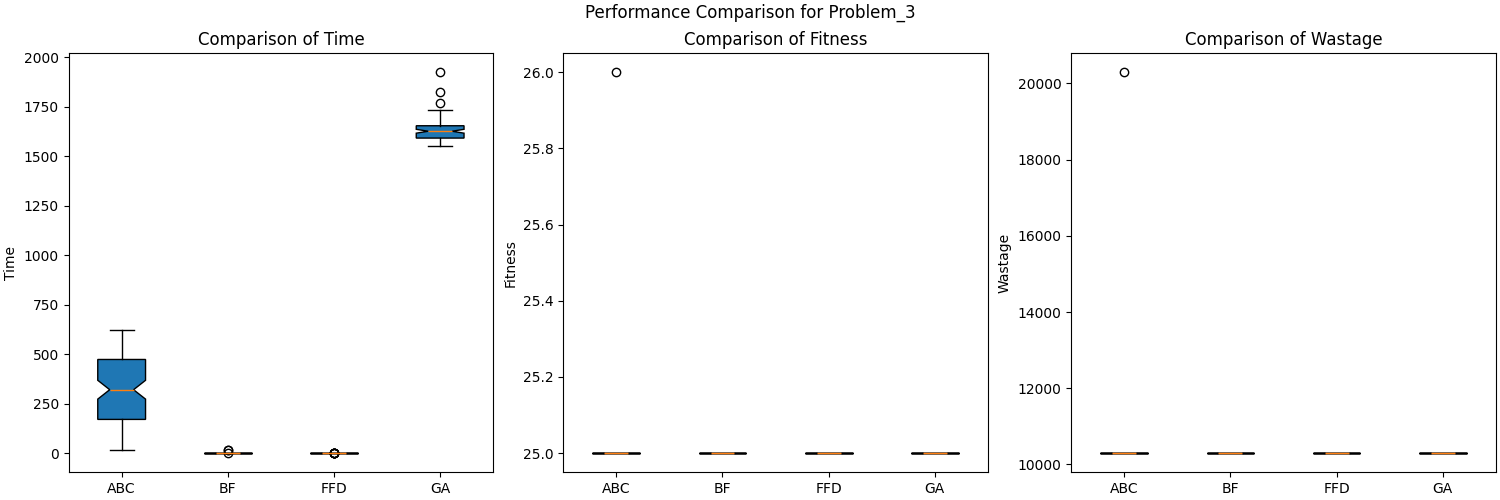 Performance Comparison for Problem_3
Comparison of Time
Time
2000
1750
1500
1250
1000
750
500
250
0
ABC BF FFD GA
Comparison of Fitness
Fitness
26.0
25.8
25.6
25.4
25.2
25.0
ABC BF FFD GA
Comparison of Wastage
Wastage
20000
18000
16000
14000
12000
10000
ABC BF FFD GA